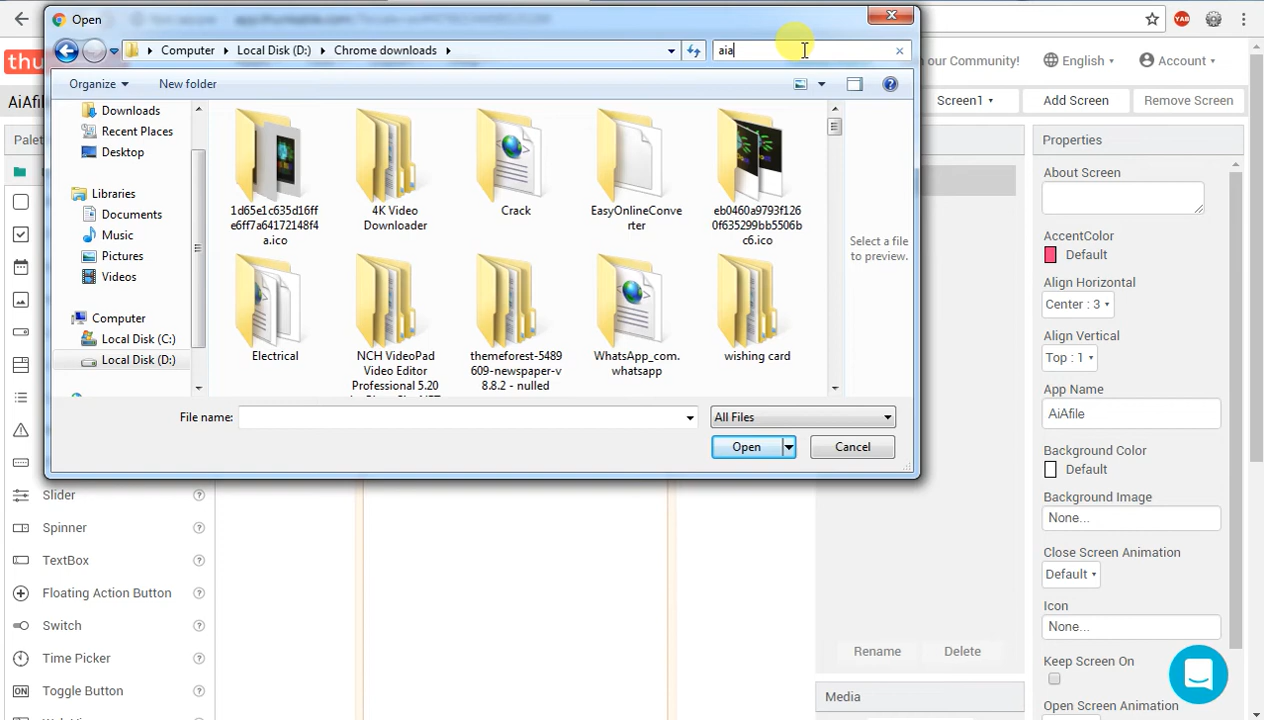 Open
Computer
Local Disk (D:)
Chrome downloads
aia
Organize
New folder
thu
our Community!
English
Account
AiAfile
Screen1
Add Screen
Remove Screen
Downloads
Recent Places
Desktop
Libraries
Documents
Music
Pictures
Videos
Computer
Local Disk (C:)
Local Disk (D:)
1d65e1c635d16ff
e6ff7a64172148f4
a.ico
4K Video
Downloader
Crack
EasyOnlineConve
rter
eb0460a9793f126
0f635299bb5506b
c6.ico
Electrical
NCH VideoPad
Video Editor
Professional 5.20
themeforest-5489
609-newspaper-v
8.8.2 - nulled
WhatsApp_com.
whatsapp
wishing card
Select a file
to preview.
File name:
All Files
Open
Cancel
Palet
Slider
Spinner
TextBox
Floating Action Button
Switch
Time Picker
ON
Toggle Button
Rename
Delete
Media
Properties
About Screen
AccentColor
Default
Align Horizontal
Center : 3
Align Vertical
Top : 1
App Name
AiAfile
Background Color
Default
Background Image
None...
Close Screen Animation
Default
Icon
None...
Keep Screen On
Open Screen Animation
YAB